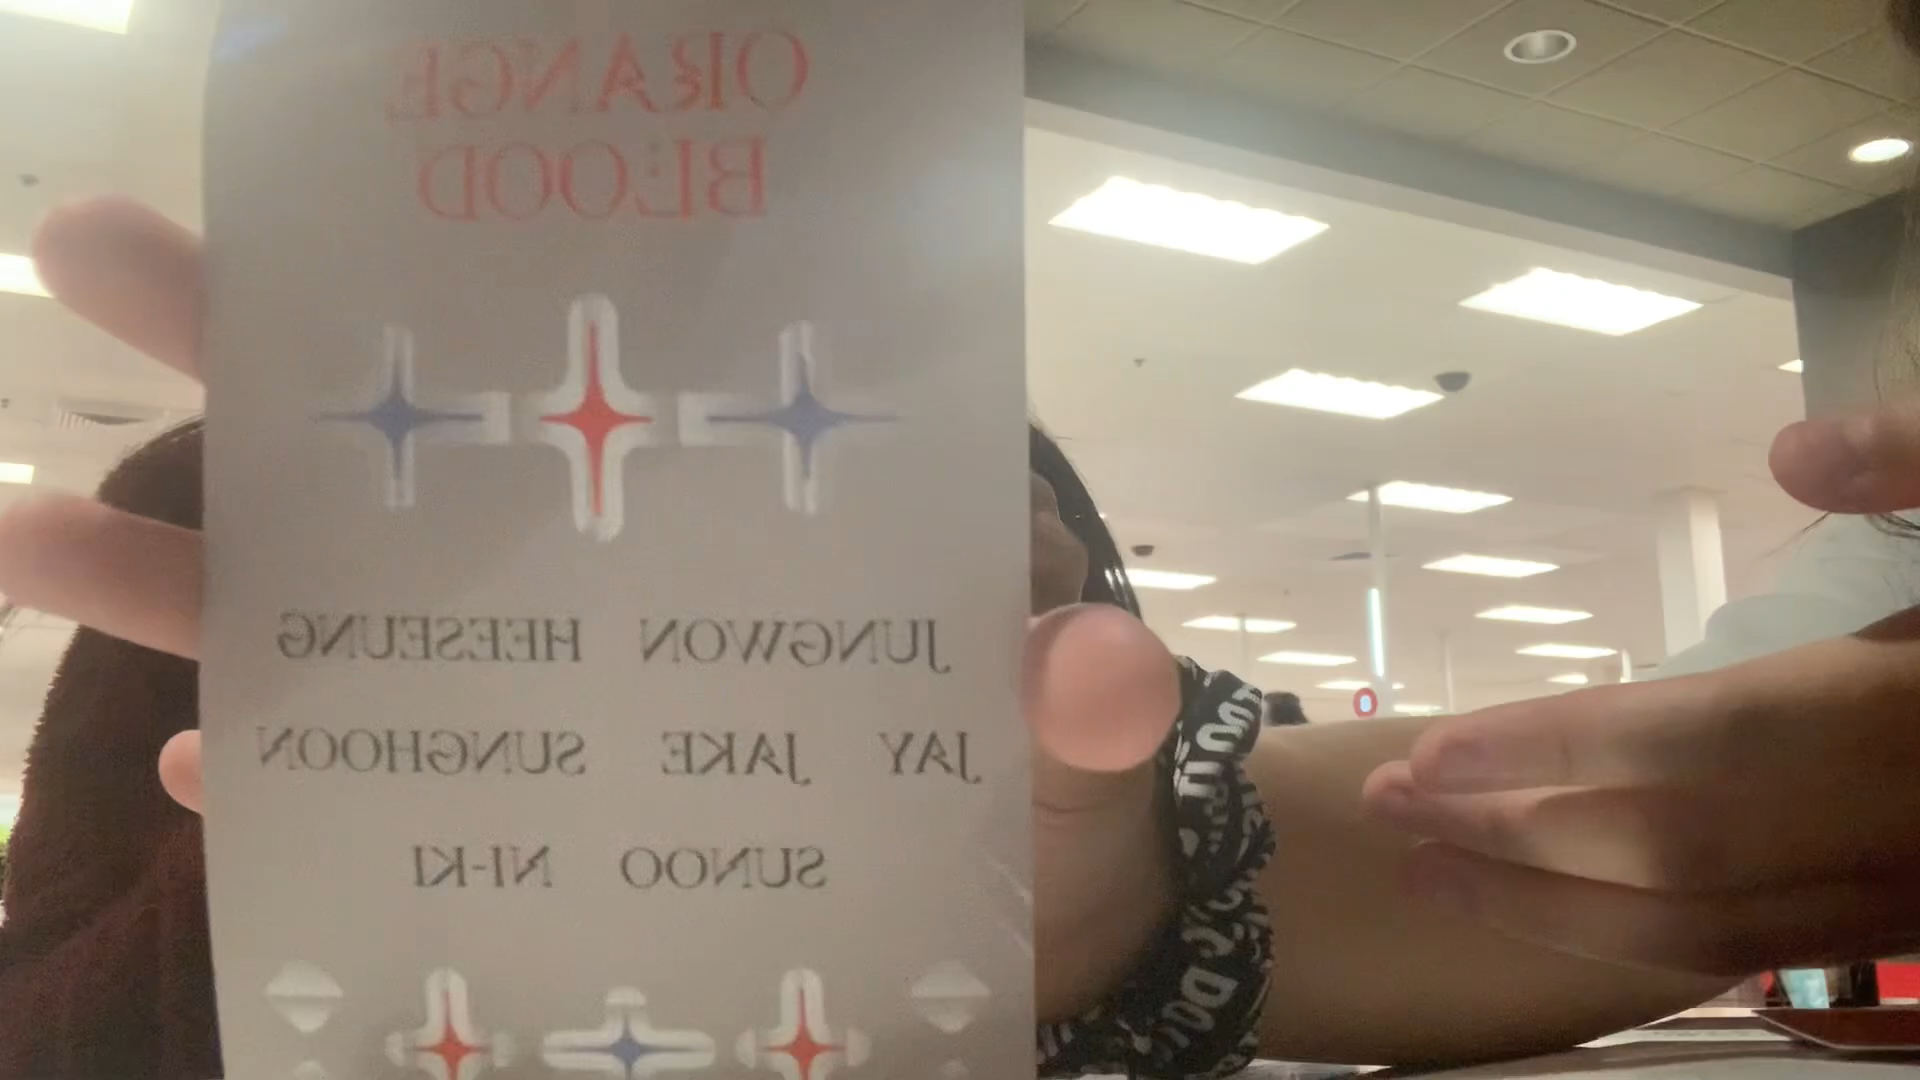 ORANGE
BLOOD
JUNGWON HEESEUNG
JAY JAKE SUNGHOON
SUNOO NI-KI